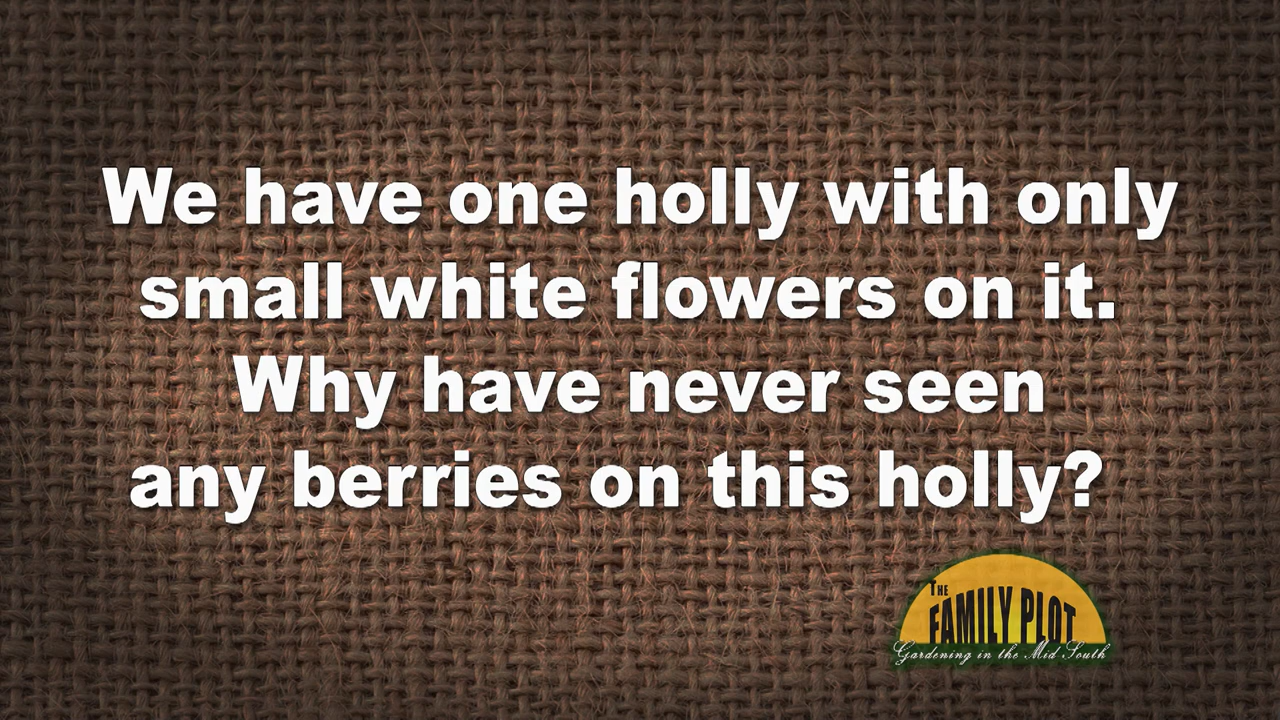 We have one holly with only
small white flowers on it.
Why have never seen
any berries on this holly?
THE
FAMILY PLOT
Gardening in the Mid South